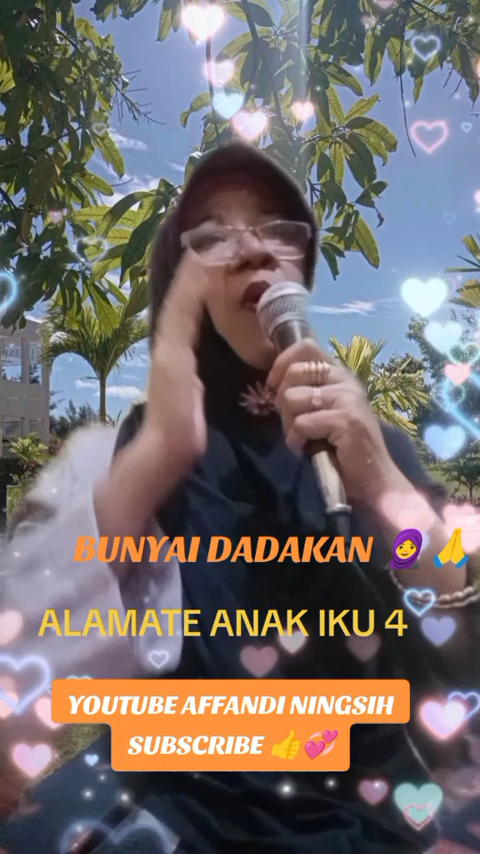 BUNYAI DADAKAN 🧕🙏
ALAMATE ANAK IKU 4
YOUTUBE AFFANDI NINGSIH
SUBSCRIBE 👍💞